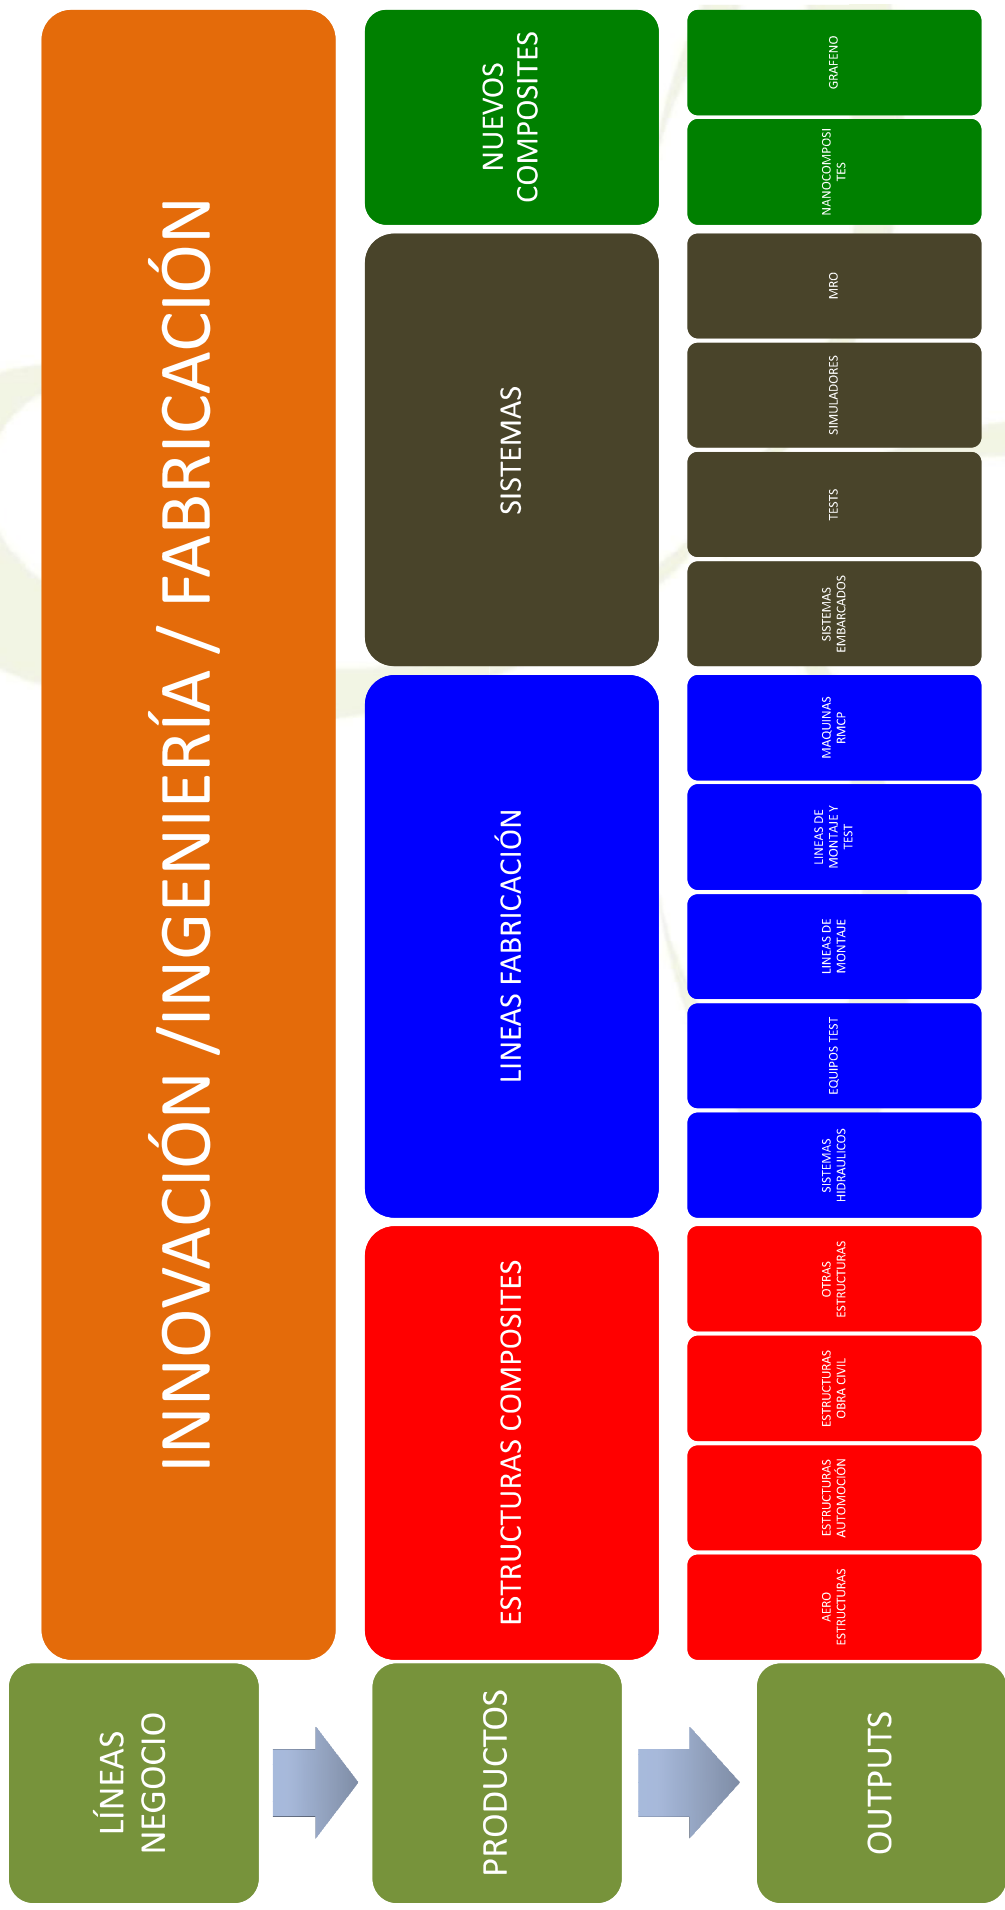 LÍNEAS
NEGOCIO
INNOVACIÓN /INGENIERÍA / FABRICACIÓN
PRODUCTOS
ESTRUCTURAS COMPOSITES
LINEAS FABRICACIÓN
SISTEMAS
NUEVOS
COMPOSITES
OUTPUTS
AERO
ESTRUCTURAS
ESTRUCTURAS
AUTOMOCIÓN
ESTRUCTURAS
OBRA CIVIL
OTRAS
ESTRUCTURAS
SISTEMAS
HIDRAULICOS
EQUIPOS TEST
LINEAS DE
MONTAJE
LINEAS DE
MONTAJE Y
TEST
MAQUINAS
RMCP
SISTEMAS
EMBARCADOS
TESTS
SIMULADORES
MRO
NANOCOMPOSI
TES
GRAFENO